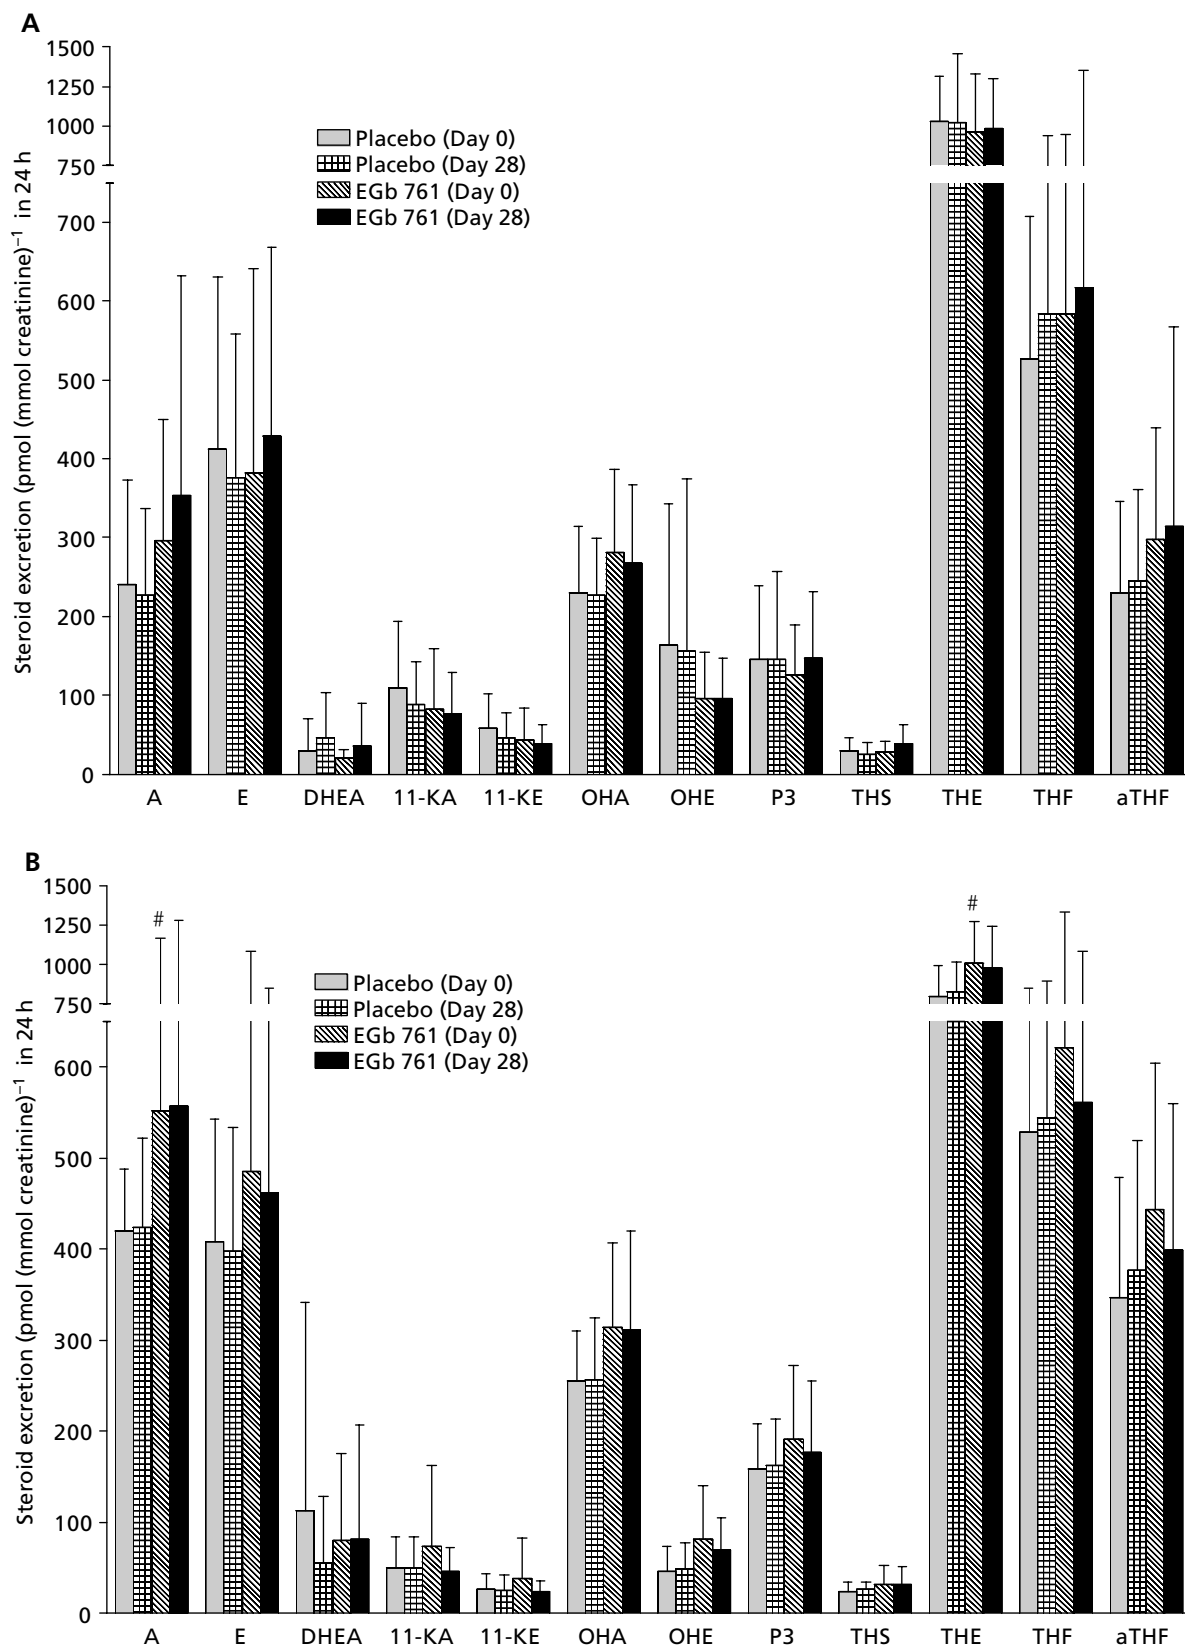 A
1500
1250
1000
750
700
600
500
400
300
200
100
0
Steroid excretion (pmol (mmol creatinine)⁻¹ in 24 h
Placebo (Day 0)
Placebo (Day 28)
EGb 761 (Day 0)
EGb 761 (Day 28)
A E DHEA 11-KA 11-KE OHA OHE P3 THS THE THF aTHF
B
1500
1250
1000
750
600
500
400
300
200
100
0
Steroid excretion (pmol (mmol creatinine)⁻¹ in 24 h
# #
Placebo (Day 0)
Placebo (Day 28)
EGb 761 (Day 0)
EGb 761 (Day 28)
A E DHEA 11-KA 11-KE OHA OHE P3 THS THE THF aTHF